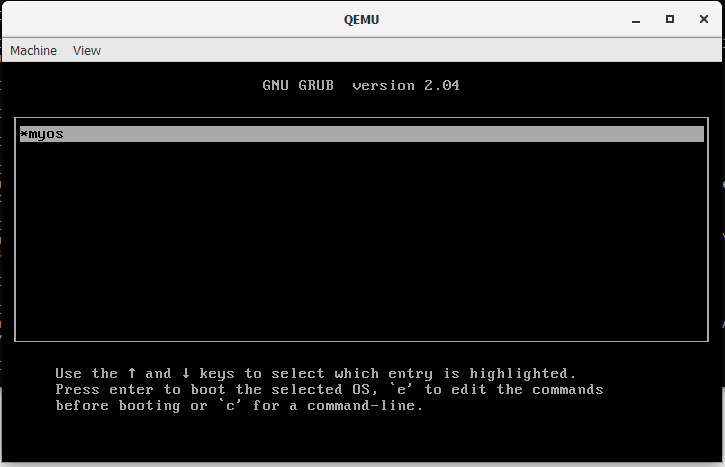 QEMU
Machine View
GNU GRUB version 2.04
*myos
Use the ↑ and ↓ keys to select which entry is highlighted.
Press enter to boot the selected OS, `e' to edit the commands
before booting or `c' for a command-line.